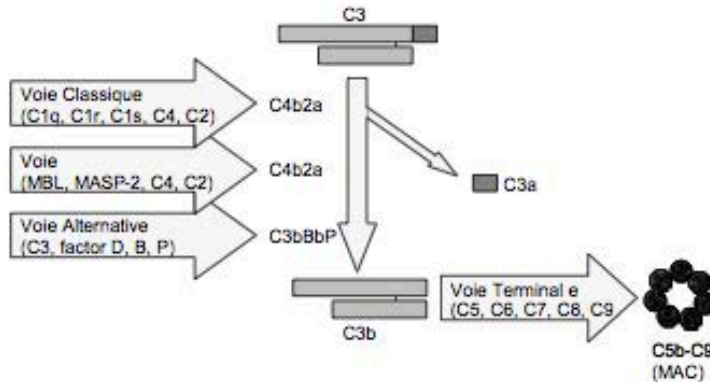 C3
Voie Classique
(C1q, C1r, C1s, C4, C2)
C4b2a
Voie
(MBL, MASP-2, C4, C2)
C4b2a
C3a
Voie Alternative
(C3, factor D, B, P)
C3bBbP
Voie Terminal e
(C5, C6, C7, C8, C9
C3b
C5b-C9
(MAC)